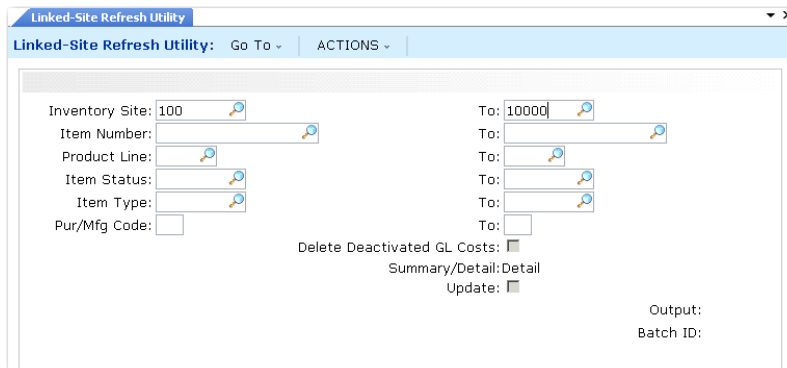 Linked-Site Refresh Utility
Linked-Site Refresh Utility: Go To ACTIONS
Inventory Site: 100 To: 10000
Item Number: To:
Product Line: To:
Item Status: To:
Item Type: To:
Pur/Mfg Code: To:
Delete Deactivated GL Costs:
Summary/Detail: Detail
Update:
Output:
Batch ID: